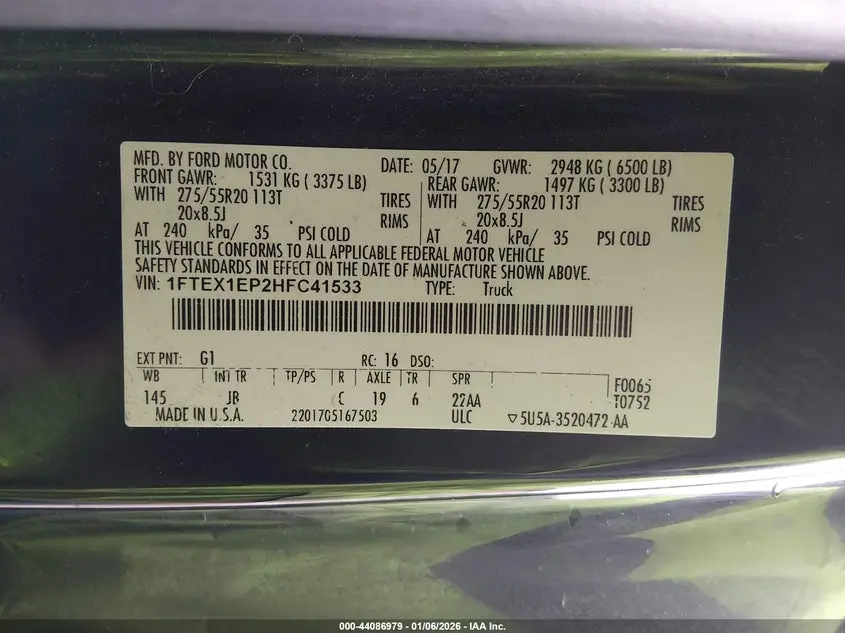 MFD. BY FORD MOTOR CO. DATE: 05/17 GVWR: 2948 KG ( 6500 LB)
FRONT GAWR: 1531 KG ( 3375 LB) REAR GAWR: 1497 KG ( 3300 LB)
WITH 275/55R20 113T TIRES WITH 275/55R20 113T TIRES
20x8.5J RIMS 20x8.5J RIMS
AT 240 kPa/ 35 PSI COLD AT 240 kPa/ 35 PSI COLD
THIS VEHICLE CONFORMS TO ALL APPLICABLE FEDERAL MOTOR VEHICLE
SAFETY STANDARDS IN EFFECT ON THE DATE OF MANUFACTURE SHOWN ABOVE.
VIN: 1FTEX1EP2HFC41533 TYPE: Truck
EXT PNT: G1 RC: 16 DSO:
WB INT TR TP/PS R AXLE TR SPR F0065
145 JB C 19 6 22AA T0752
MADE IN U.S.A. 2201705167503 ULC ▽5U5A-3520472-AA
000-44086979 - 01/06/2026 - IAA Inc.